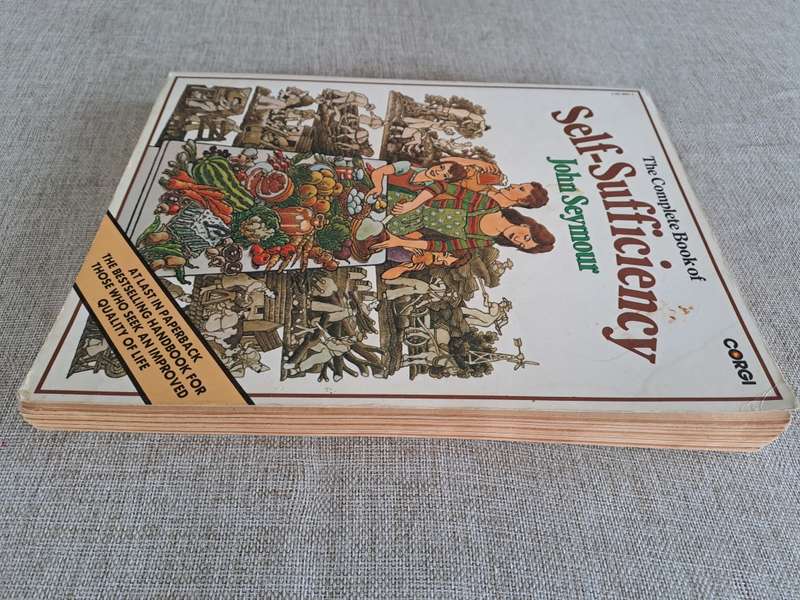 The Complete Book of
Self-Sufficiency
John Seymour
AT LAST IN PAPERBACK
THE BESTSELLING HANDBOOK FOR
THOSE WHO SEEK AN IMPROVED
QUALITY OF LIFE
CORGI